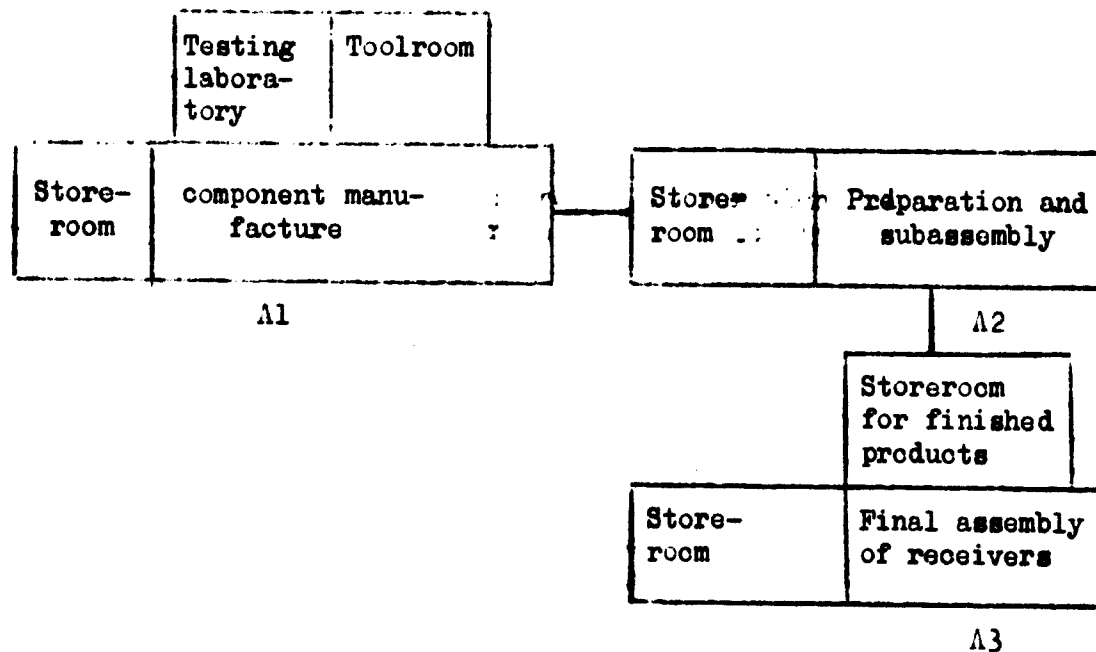 Testing
labora-
tory
Toolroom
Store-
room
component manu-
facture
Store-
room
Preparation and
subassembly
A1
A2
Storeroom
for finished
products
Store-
room
Final assembly
of receivers
A3